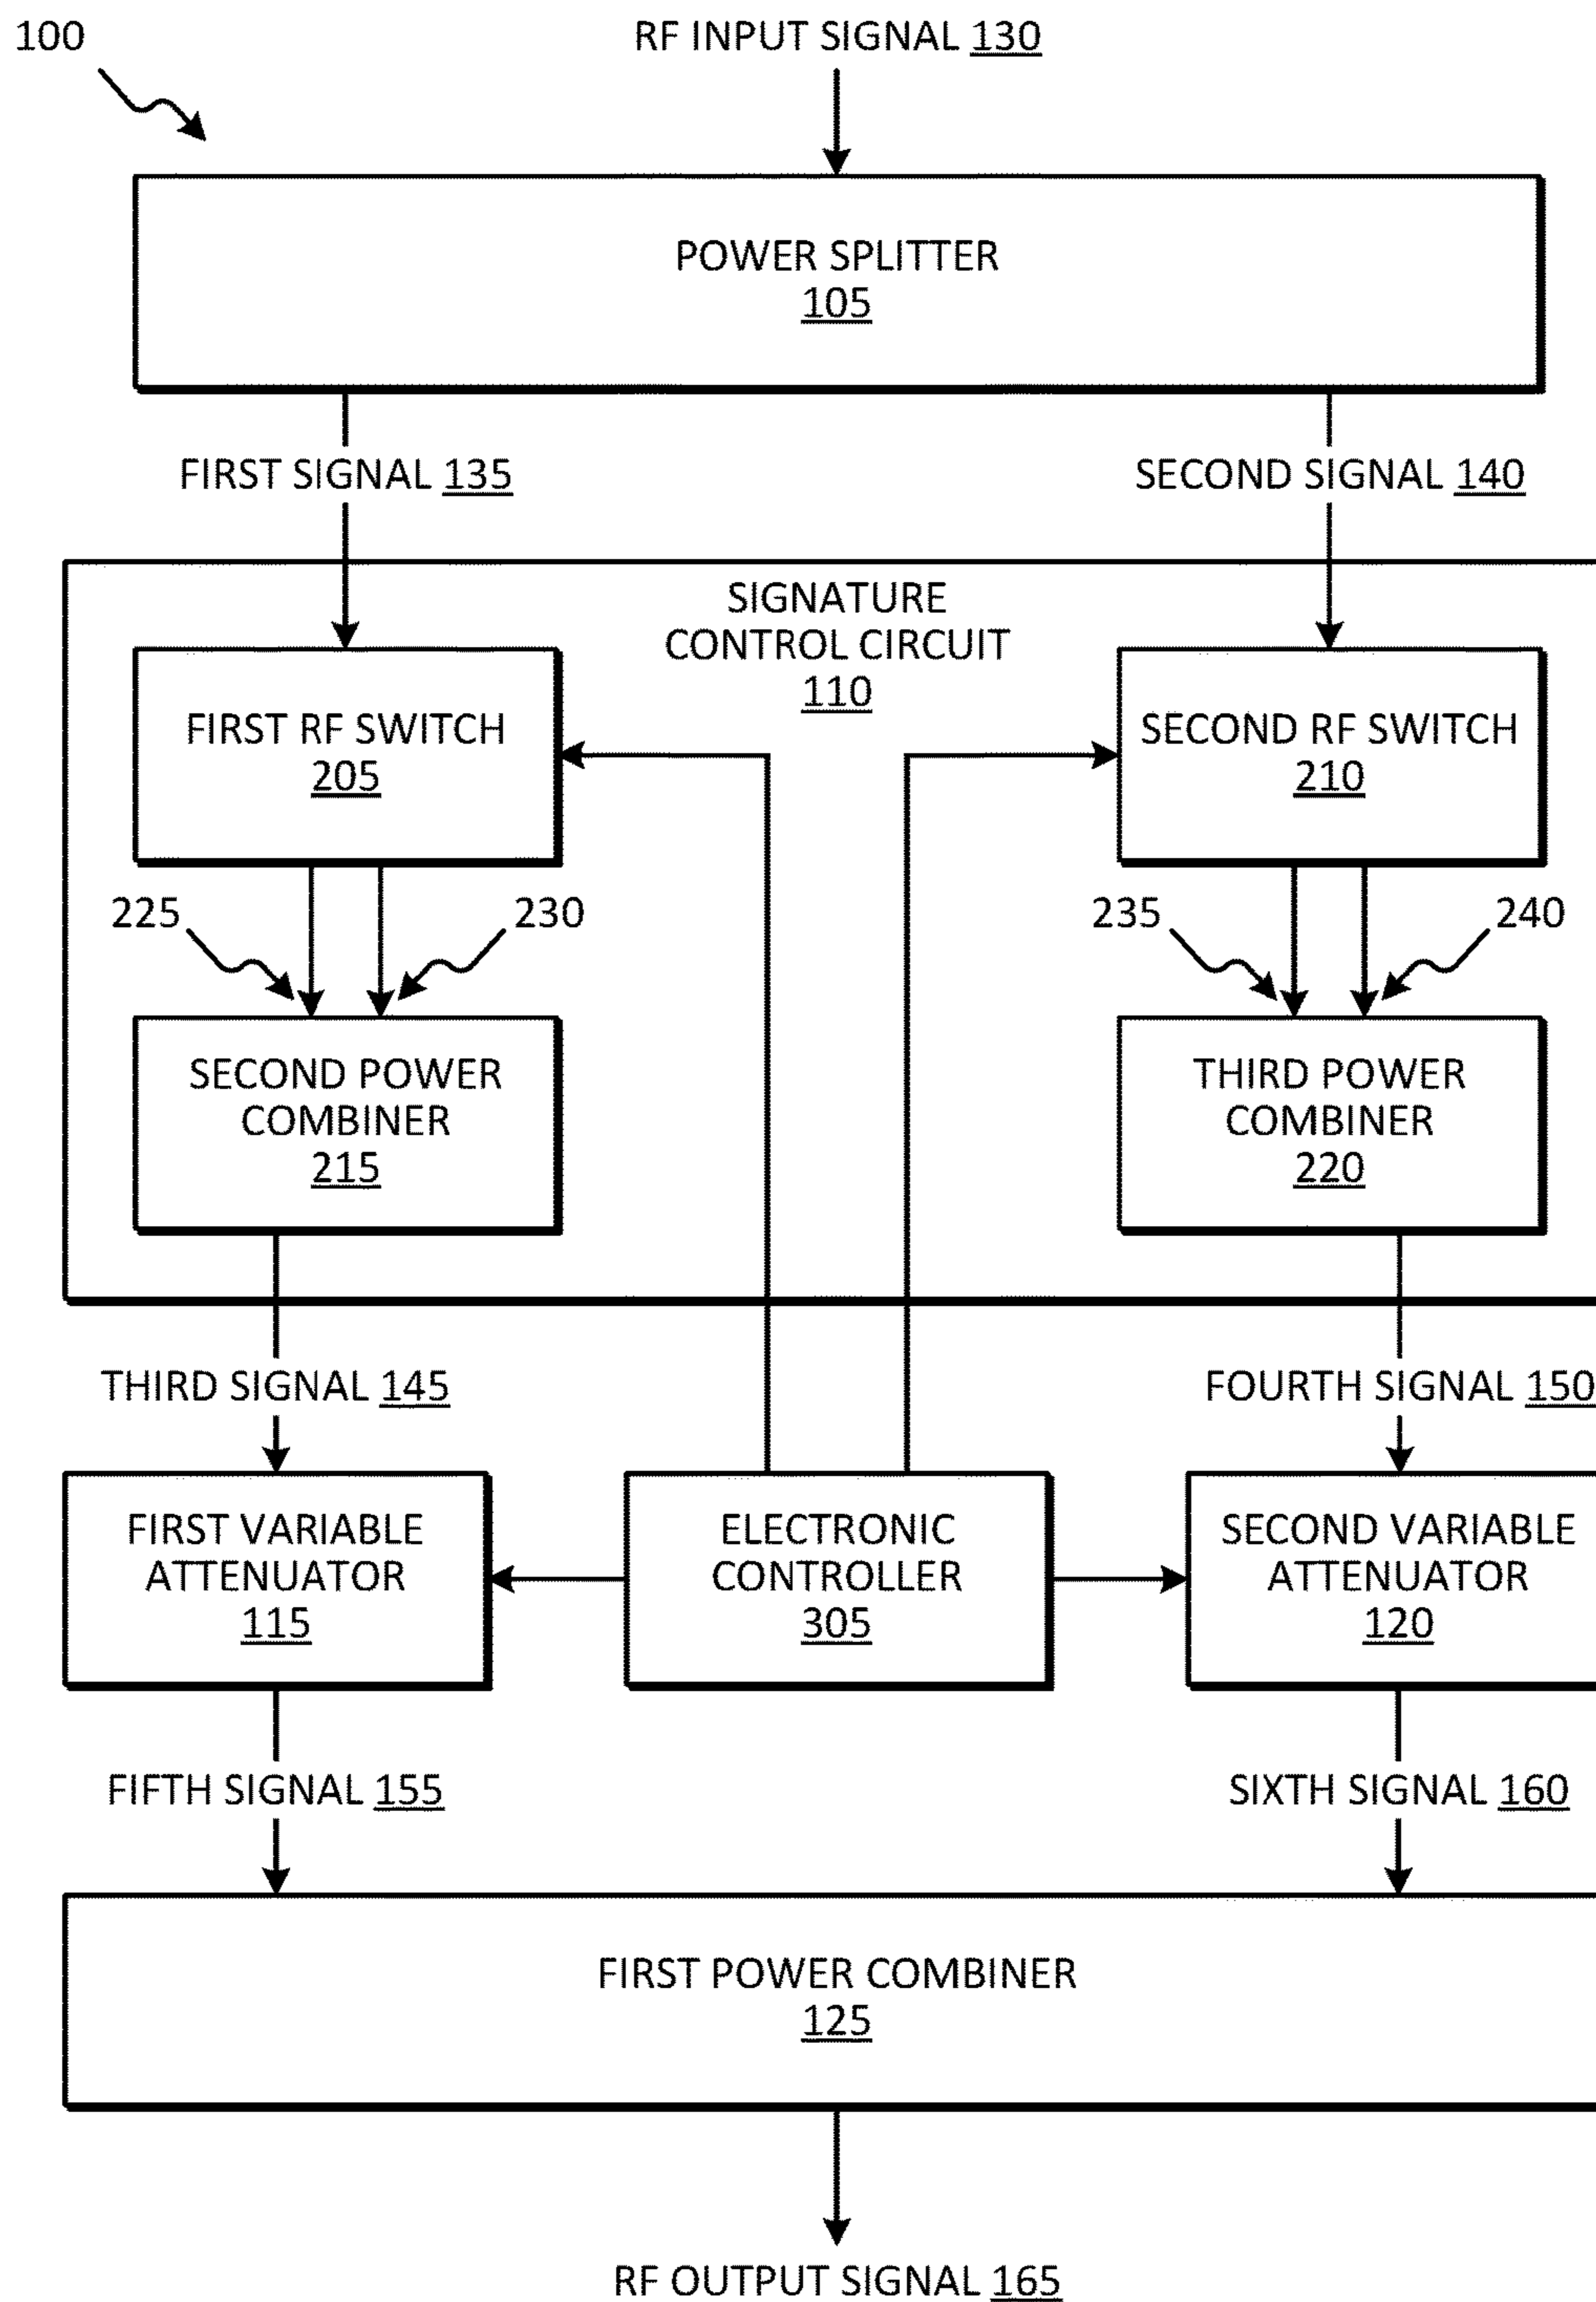 100
RF INPUT SIGNAL 130
POWER SPLITTER
105
FIRST SIGNAL 135
SECOND SIGNAL 140
SIGNATURE
CONTROL CIRCUIT
110
FIRST RF SWITCH
205
SECOND RF SWITCH
210
225
230
235
240
SECOND POWER
COMBINER
215
THIRD POWER
COMBINER
220
THIRD SIGNAL 145
FOURTH SIGNAL 150
FIRST VARIABLE
ATTENUATOR
115
ELECTRONIC
CONTROLLER
305
SECOND VARIABLE
ATTENUATOR
120
FIFTH SIGNAL 155
SIXTH SIGNAL 160
FIRST POWER COMBINER
125
RF OUTPUT SIGNAL 165